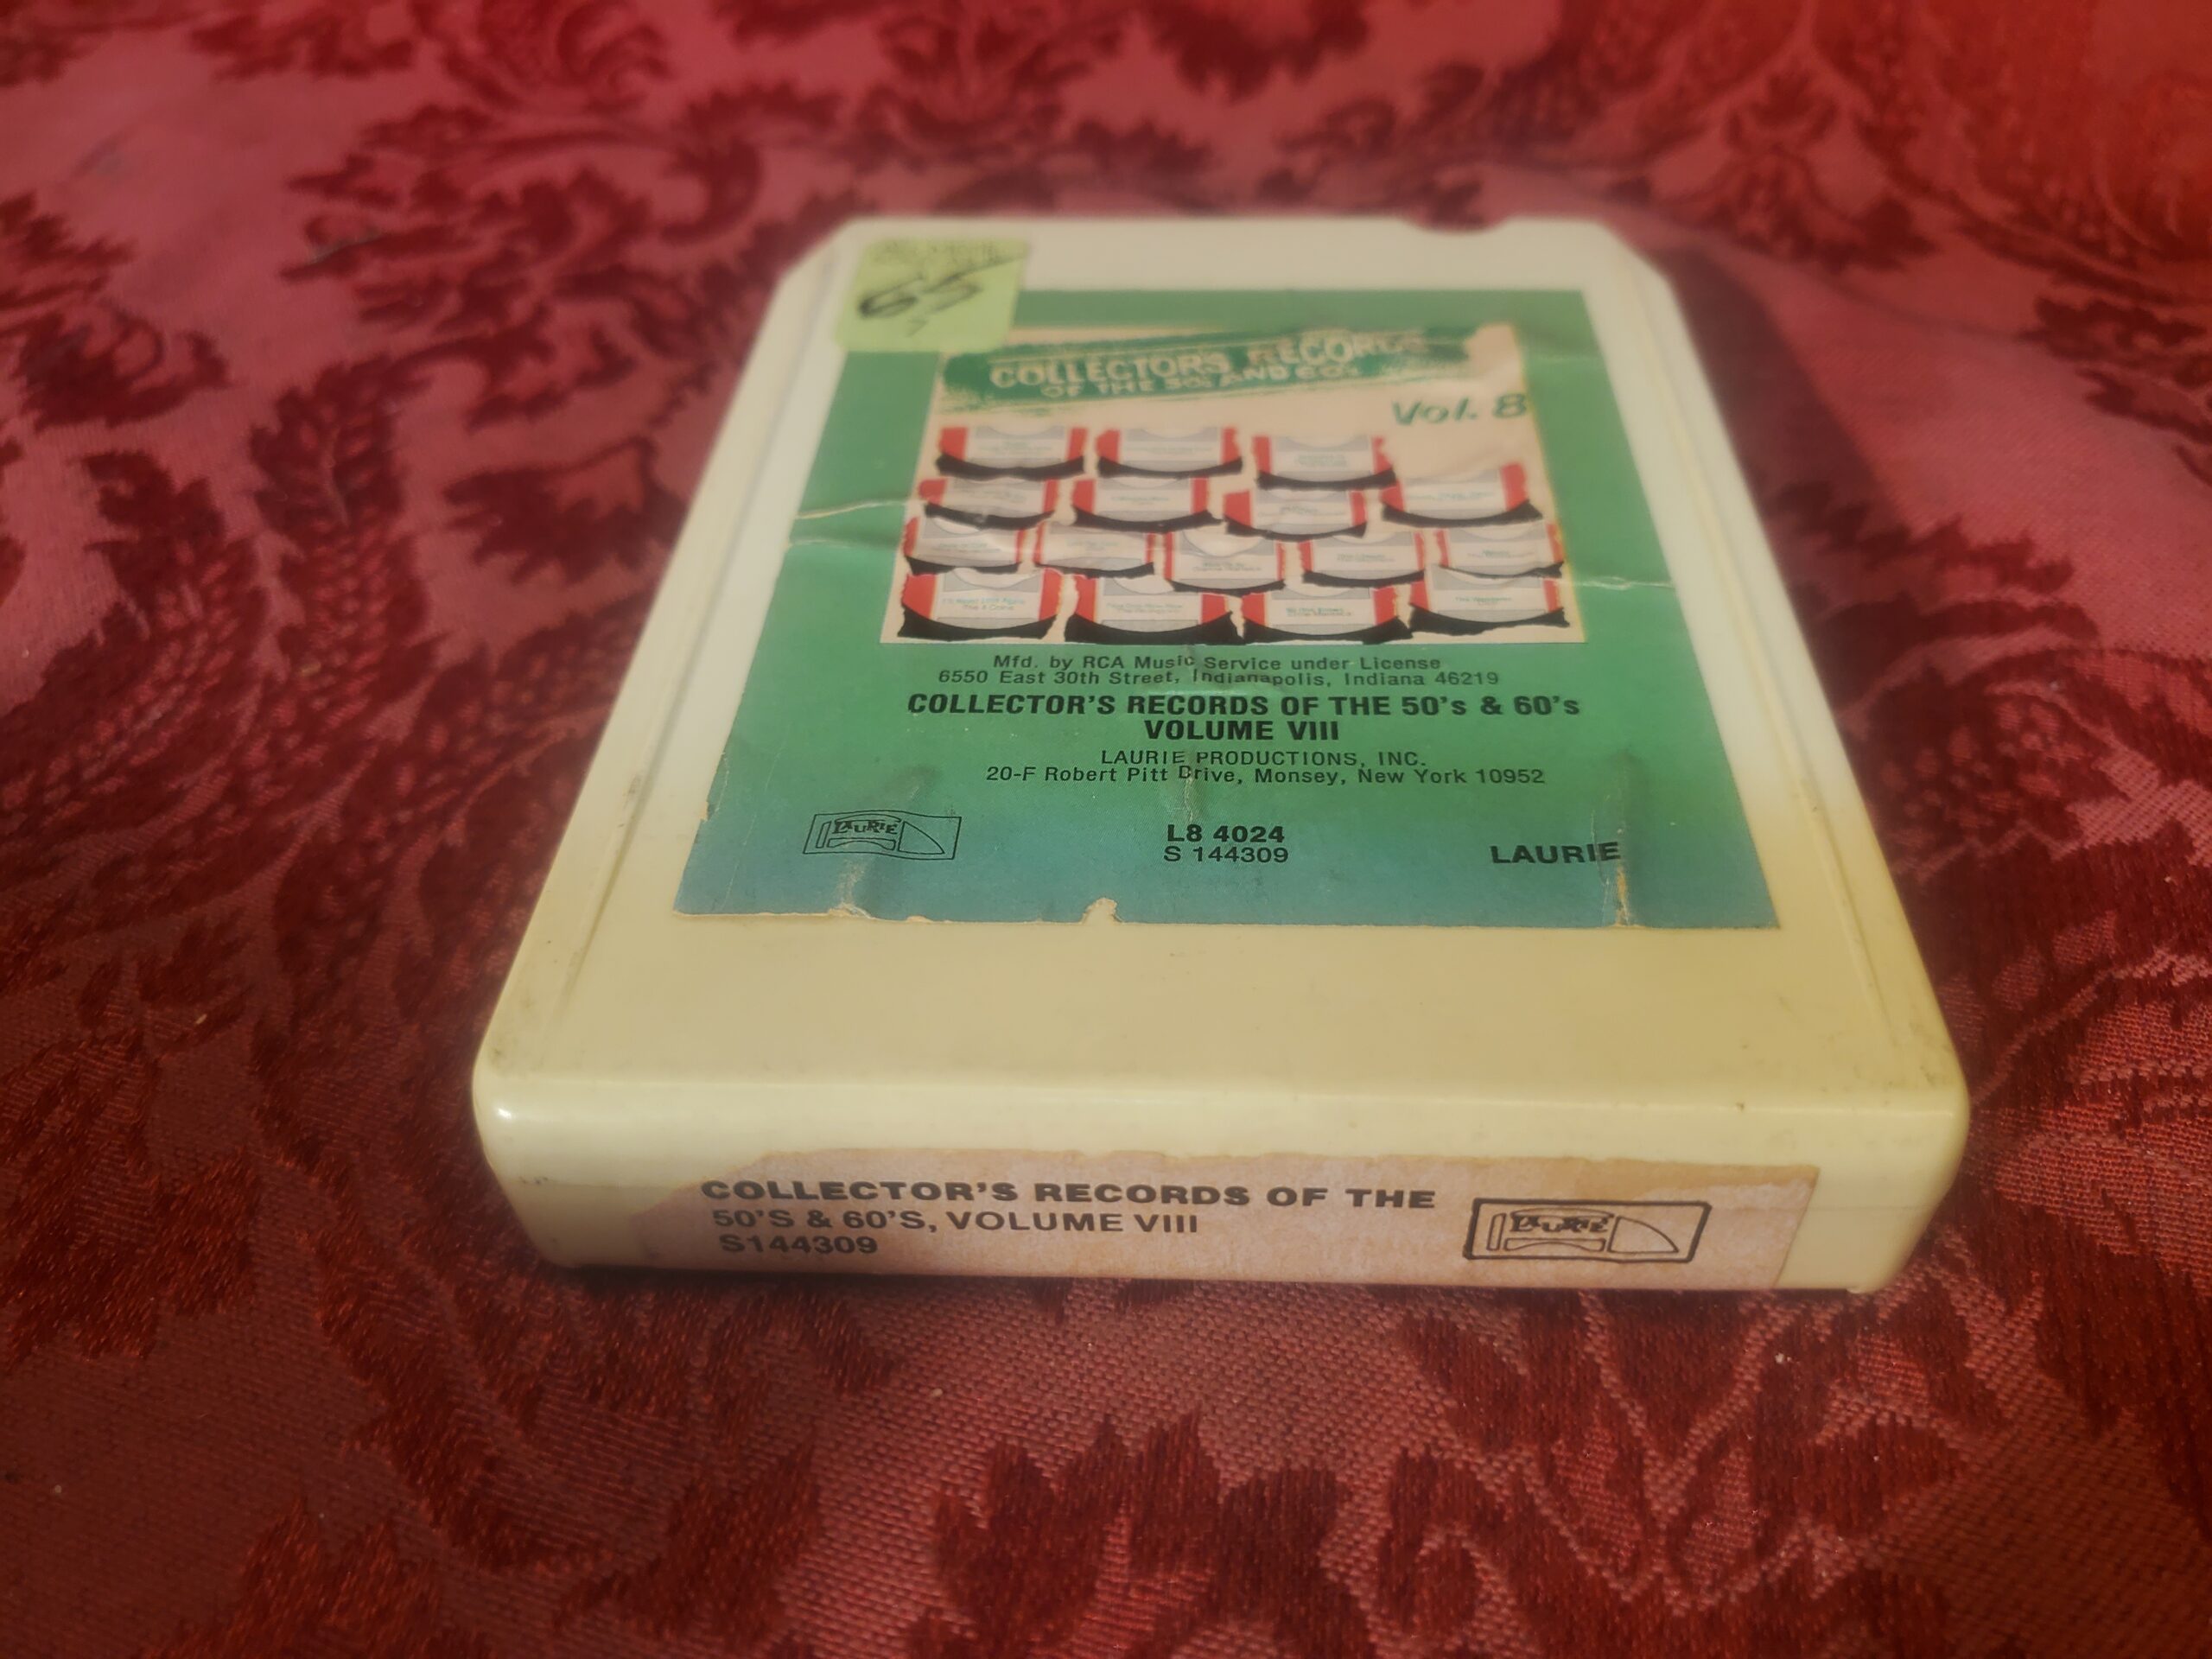 65
COLLECTOR'S RECORDS
OF THE 50s AND 60s
Vol. 8
Mfd. by RCA Music Service under License
6550 East 30th Street, Indianapolis, Indiana 46219
COLLECTOR'S RECORDS OF THE 50's & 60's
VOLUME VIII
LAURIE PRODUCTIONS, INC.
20-F Robert Pitt Drive, Monsey, New York 10952
LAURIE
L8 4024
S 144309
LAURIE
COLLECTOR'S RECORDS OF THE
50'S & 60'S, VOLUME VIII
S144309
LAURIE